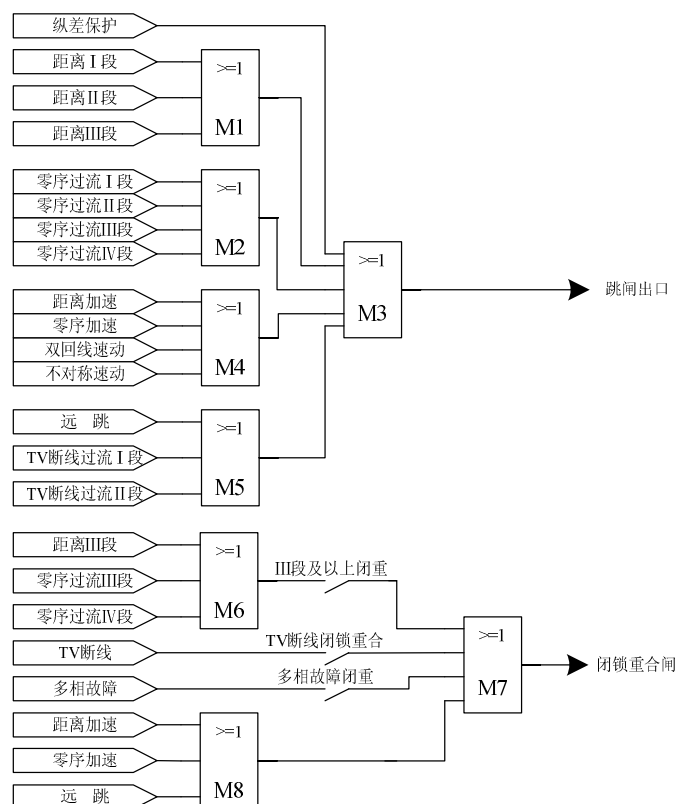 纵差保护
距离Ⅰ段
>=1
距离Ⅱ段
距离Ⅲ段
M1
零序过流Ⅰ段
>=1
零序过流Ⅱ段
零序过流Ⅲ段
零序过流Ⅳ段
M2
>=1
跳闸出口
M3
距离加速
>=1
零序加速
双回线速动
不对称速动
M4
远 跳
>=1
TV断线过流Ⅰ段
TV断线过流Ⅱ段
M5
距离Ⅲ段
>=1
零序过流Ⅲ段
Ⅲ段及以上闭重
零序过流Ⅳ段
M6
>=1
TV断线
TV断线闭锁重合
闭锁重合闸
多相故障
多相故障闭重
M7
距离加速
>=1
零序加速
远 跳
M8